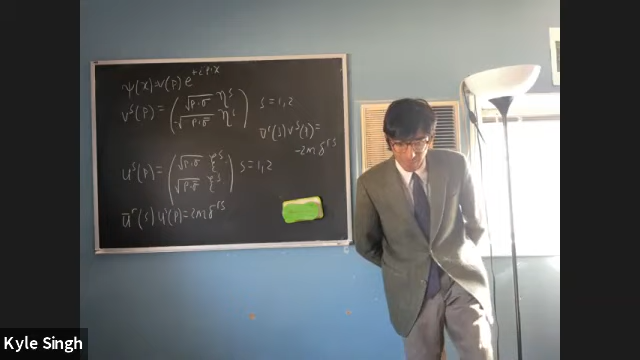 ψ(x)=v(p) e^{+ip·x}
v^s(p) = ( √(p·σ) η^s
-√(p·σ̄) η^s ) s = 1,2
v̄^r(p) v^s(p) =
-2m δ^{rs}
u^s(p) = ( √(p·σ) ξ^s
√(p·σ̄) ξ^s ) s = 1,2
ū^r(p) u^s(p) = 2m δ^{rs}
Kyle Singh